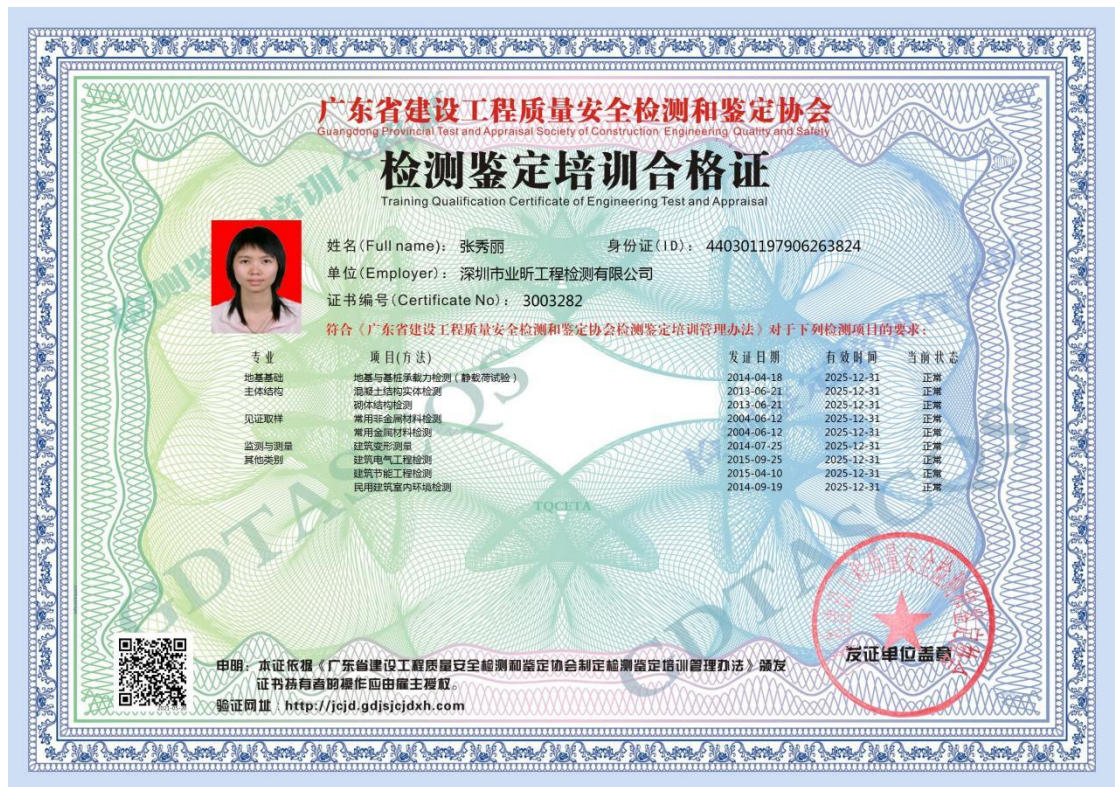 广东省建设工程质量安全检测和鉴定协会
Guangdong Provincial Test and Appraisal Society of Construction Engineering Quality and Safety
检测鉴定培训合格证
Training Qualification Certificate of Engineering Test and Appraisal
姓名(Full name): 张秀丽 身份证(ID): 440301197906263824
单位(Employer): 深圳市业昕工程检测有限公司
证书编号(Certificate No): 3003282
符合《广东省建设工程质量安全检测和鉴定协会检测鉴定培训管理办法》对于下列检测项目的要求:
专业 项目(方法) 发证日期 有效时间 当前状态
地基基础 地基与基桩承载力检测(静载荷试验) 2014-04-18 2025-12-31 正常
主体结构 混凝土结构实体检测 2013-06-21 2025-12-31 正常
砌体结构检测 2013-06-21 2025-12-31 正常
见证取样 常用非金属材料检测 2004-06-12 2025-12-31 正常
常用金属材料检测 2004-06-12 2025-12-31 正常
监测与测量 建筑变形测量 2014-07-25 2025-12-31 正常
其他类别 建筑电气工程检测 2015-09-25 2025-12-31 正常
建筑节能工程检测 2015-04-10 2025-12-31 正常
民用建筑室内环境检测 2014-09-19 2025-12-31 正常
TQCETA
GDTASCQS
GDTASCQS
发证单位盖章
申明: 本证依据《广东省建设工程质量安全检测和鉴定协会制定检测鉴定培训管理办法》颁发
证书持有者的操作应由雇主授权。
验证网址 http://jcjd.gdjsjcjdxh.com